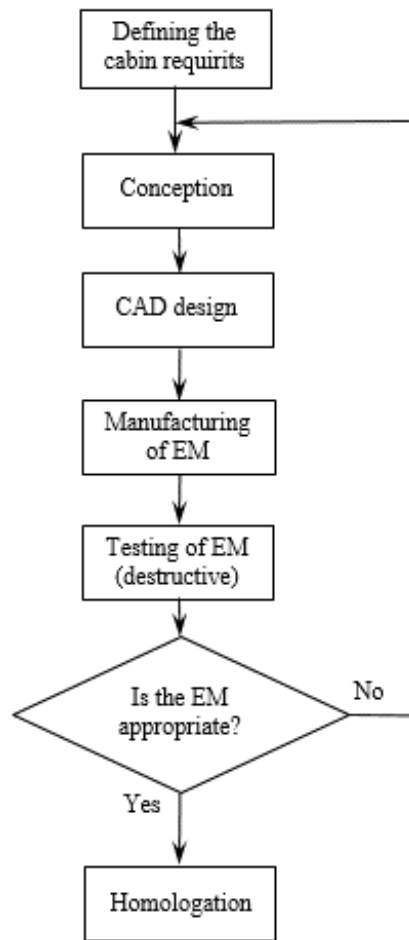 Defining the
cabin requirits
Conception
CAD design
Manufacturing
of EM
Testing of EM
(destructive)
Is the EM
appropriate?
No
Yes
Homologation